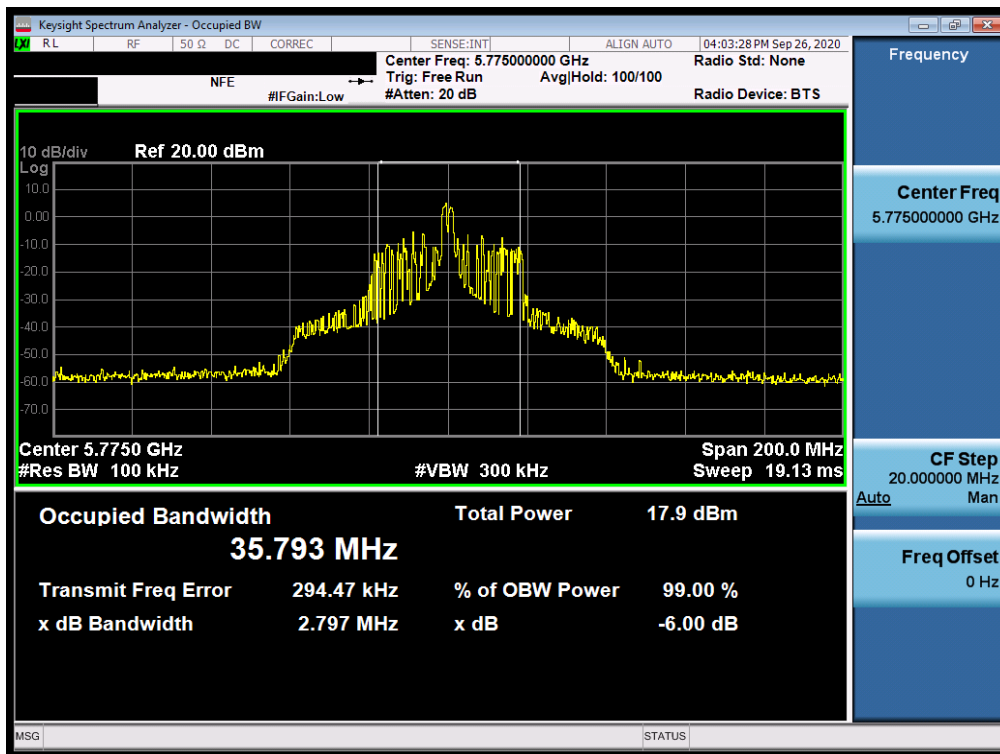 Keysight Spectrum Analyzer - Occupied BW
LXI RL RF 50 Ω DC CORREC SENSE:INT ALIGN AUTO 04:03:28 PM Sep 26, 2020
Center Freq: 5.775000000 GHz Radio Std: None
NFE Trig: Free Run Avg|Hold: 100/100
#IFGain:Low #Atten: 20 dB Radio Device: BTS
10 dB/div Ref 20.00 dBm
Log
10.0
0.00
-10.0
-20.0
-30.0
-40.0
-50.0
-60.0
-70.0
Center 5.7750 GHz Span 200.0 MHz
#Res BW 100 kHz #VBW 300 kHz Sweep 19.13 ms
Occupied Bandwidth Total Power 17.9 dBm
35.793 MHz
Transmit Freq Error 294.47 kHz % of OBW Power 99.00 %
x dB Bandwidth 2.797 MHz x dB -6.00 dB
Frequency
Center Freq
5.775000000 GHz
CF Step
20.000000 MHz
Auto Man
Freq Offset
0 Hz
MSG STATUS